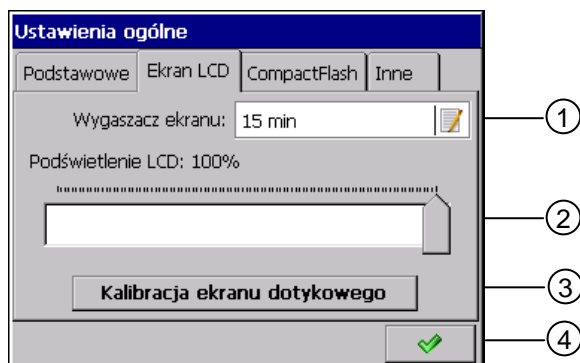 Ustawienia ogólne
Podstawowe Ekran LCD CompactFlash Inne
Wygaszacz ekranu: 15 min
1
Podświetlenie LCD: 100%
2
Kalibracja ekranu dotykowego
3
4